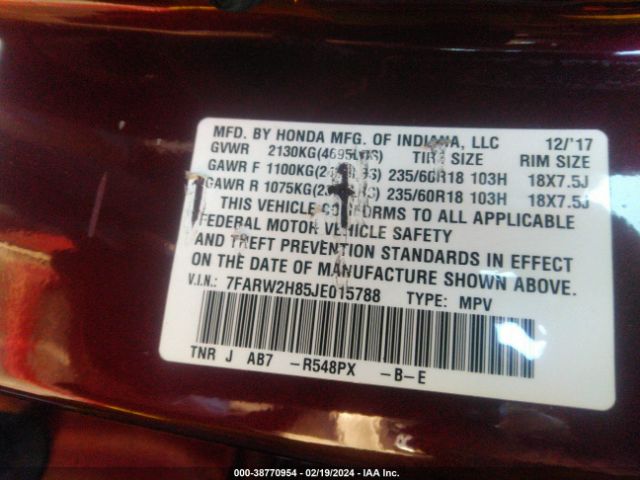 MFD. BY HONDA MFG. OF INDIANA, LLC 12/'17
GVWR 2130KG(4695LBS) TIRE SIZE RIM SIZE
GAWR F 1100KG( 235/60R18 103H 18X7.5J
GAWR R 1075KG( 235/60R18 103H 18X7.5J
THIS VEHICLE CONFORMS TO ALL APPLICABLE
FEDERAL MOTOR VEHICLE SAFETY
AND THEFT PREVENTION STANDARDS IN EFFECT
ON THE DATE OF MANUFACTURE SHOWN ABOVE.
V.I.N.: 7FARW2H85JE015788 TYPE: MPV
TNR J AB7 -R548PX -B-E
000-38770954 - 02/19/2024 - IAA Inc.